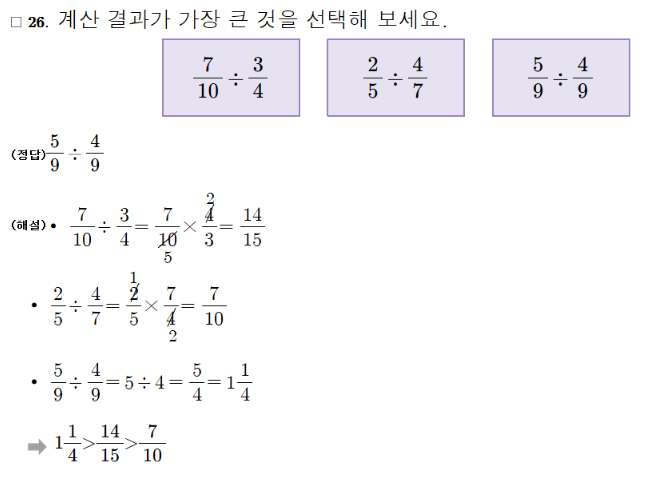 □ 26. 계산 결과가 가장 큰 것을 선택해 보세요.
7/10 ÷ 3/4   2/5 ÷ 4/7   5/9 ÷ 4/9
(정답) 5/9 ÷ 4/9
(해설) • 7/10 ÷ 3/4 = 7/10 5 × 2 4/3 = 14/15
• 2/5 ÷ 4/7 = 1 2/5 × 7/4 2 = 7/10
• 5/9 ÷ 4/9 = 5 ÷ 4 = 5/4 = 1 1/4
➡ 1 1/4 > 14/15 > 7/10